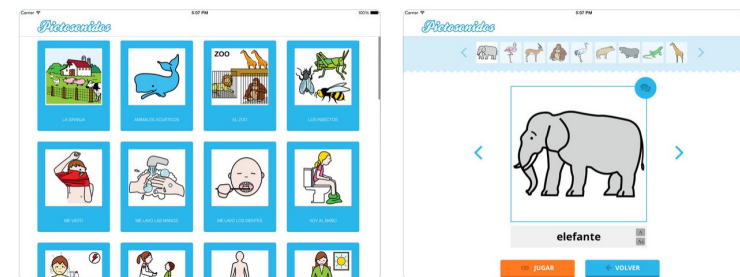 Carrier 5:07 PM 100%
Pictosonidos
ZOO
LA GRANJA ANIMALES ACUÁTICOS EL ZOO LOS INSECTOS
ME VISTO ME LAVO LAS MANOS ME LAVO LOS DIENTES VOY AL BAÑO
Carrier 5:07 PM
Pictosonidos
elefante
JUGAR VOLVER